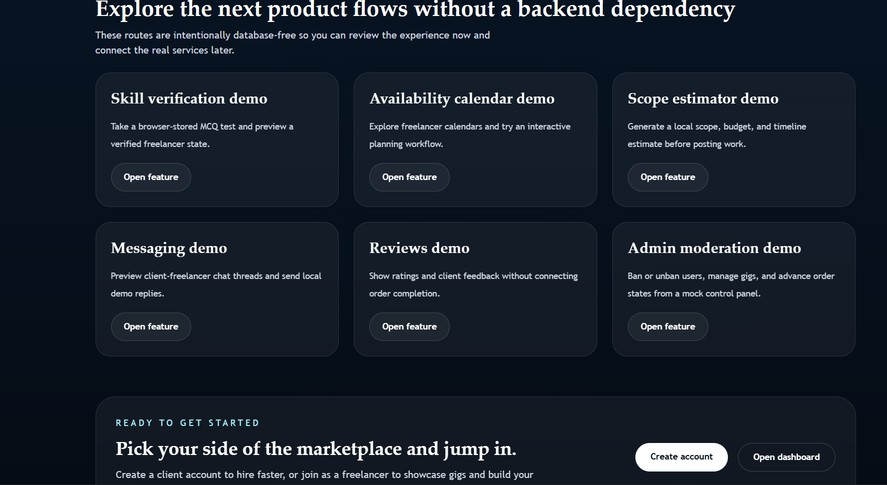 Explore the next product flows without a backend dependency
These routes are intentionally database-free so you can review the experience now and
connect the real services later.
Skill verification demo
Take a browser-stored MCQ test and preview a
verified freelancer state.
Open feature
Availability calendar demo
Explore freelancer calendars and try an interactive
planning workflow.
Open feature
Scope estimator demo
Generate a local scope, budget, and timeline
estimate before posting work.
Open feature
Messaging demo
Preview client-freelancer chat threads and send local
demo replies.
Open feature
Reviews demo
Show ratings and client feedback without connecting
order completion.
Open feature
Admin moderation demo
Ban or unban users, manage gigs, and advance order
states from a mock control panel.
Open feature
READY TO GET STARTED
Pick your side of the marketplace and jump in.
Create a client account to hire faster, or join as a freelancer to showcase gigs and build your
Create account
Open dashboard